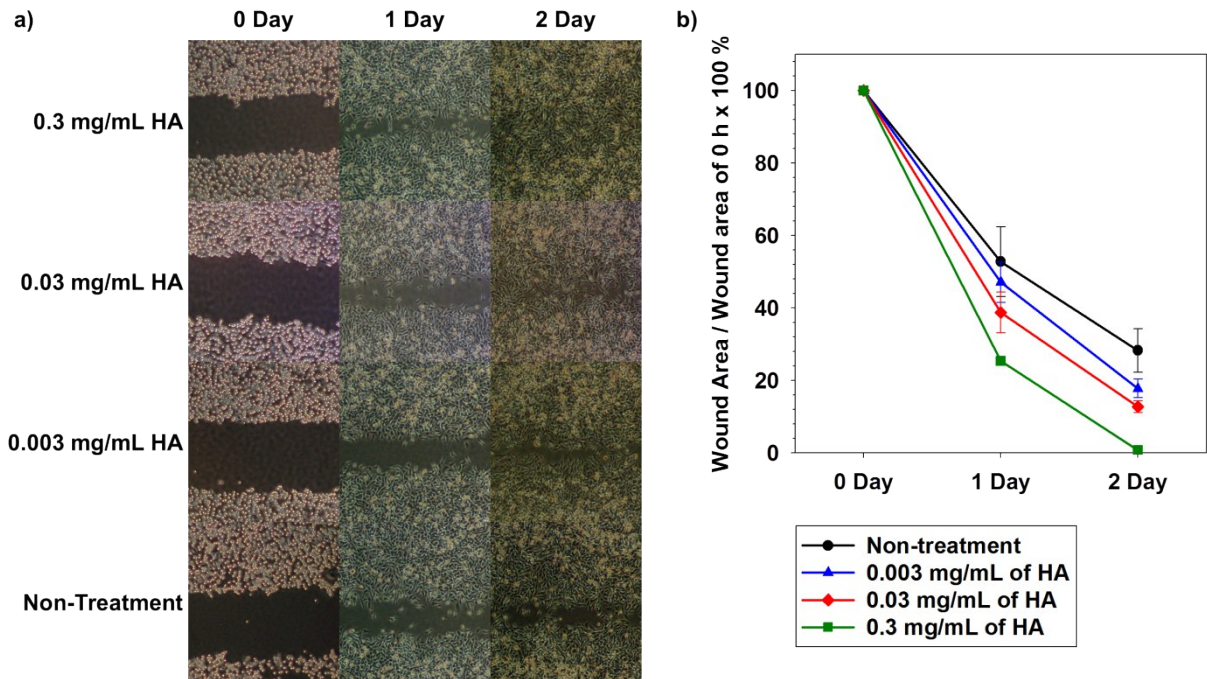 a)
0 Day
1 Day
2 Day
0.3 mg/mL HA
0.03 mg/mL HA
0.003 mg/mL HA
Non-Treatment
b)
Wound Area / Wound area of 0 h x 100 %
100
80
60
40
20
0
0 Day
1 Day
2 Day
Non-treatment
0.003 mg/mL of HA
0.03 mg/mL of HA
0.3 mg/mL of HA